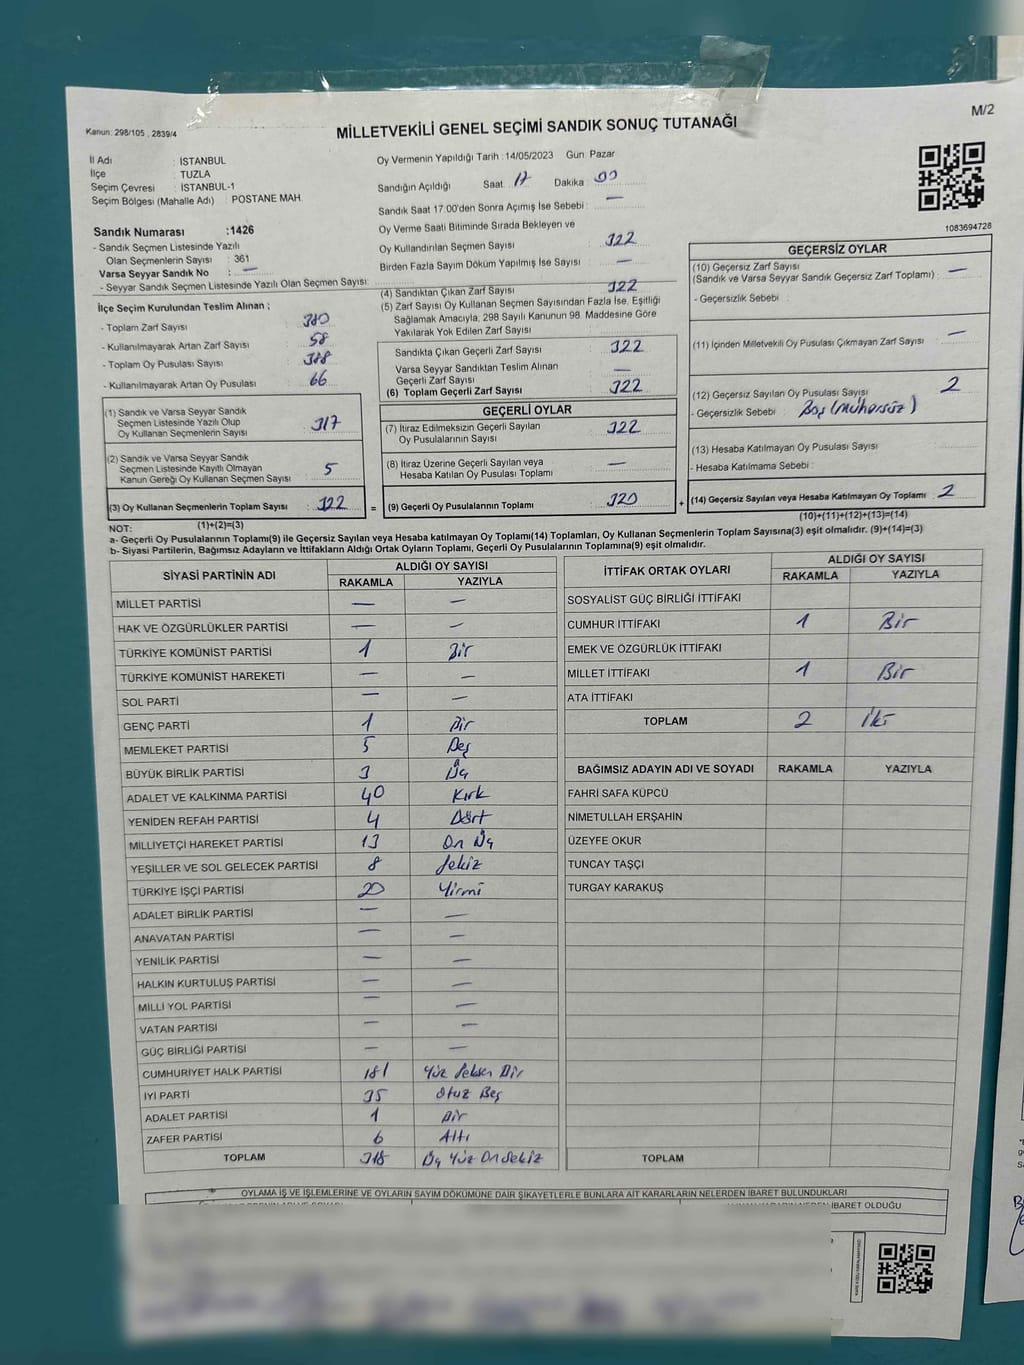 M/2
Kanun: 298/105 , 2839/4
MİLLETVEKİLİ GENEL SEÇİMİ SANDIK SONUÇ TUTANAĞI
İl Adı : İSTANBUL
İlçe : TUZLA
Seçim Çevresi : İSTANBUL-1
Seçim Bölgesi (Mahalle Adı) : POSTANE MAH.
Sandık Numarası :1426
- Sandık Seçmen Listesinde Yazılı
Olan Seçmenlerin Sayısı : 361
Varsa Seyyar Sandık No : —
- Seyyar Sandık Seçmen Listesinde Yazılı Olan Seçmen Sayısı:
İlçe Seçim Kurulundan Teslim Alınan ;
- Toplam Zarf Sayısı : 380
- Kullanılmayarak Artan Zarf Sayısı : 58
- Toplam Oy Pusulası Sayısı : 388
- Kullanılmayarak Artan Oy Pusulası : 66
(1) Sandık ve Varsa Seyyar Sandık
Seçmen Listesinde Yazılı Olup
Oy Kullanan Seçmenlerin Sayısı : 317
(2) Sandık ve Varsa Seyyar Sandık
Seçmen Listesinde Kayıtlı Olmayan
Kanun Gereği Oy Kullanan Seçmen Sayısı : 5
(3) Oy Kullanan Seçmenlerin Toplam Sayısı : 322 =
Oy Vermenin Yapıldığı Tarih :14/05/2023 Gün: Pazar
Sandığın Açıldığı Saat: 17 Dakika: 00
Sandık Saat 17:00'den Sonra Açımış İse Sebebi : —
Oy Verme Saati Bitiminde Sırada Bekleyen ve
Oy Kullandırılan Seçmen Sayısı : 322
Birden Fazla Sayım Döküm Yapılmış İse Sayısı : —
(4) Sandıktan Çıkan Zarf Sayısı : 322
(5) Zarf Sayısı Oy Kullanan Seçmen Sayısından Fazla İse, Eşitliği
Sağlamak Amacıyla, 298 Sayılı Kanunun 98. Maddesine Göre
Yakılarak Yok Edilen Zarf Sayısı :
Sandıkta Çıkan Geçerli Zarf Sayısı : 322
Varsa Seyyar Sandıktan Teslim Alınan
Geçerli Zarf Sayısı : —
(6) Toplam Geçerli Zarf Sayısı : 322
GEÇERLİ OYLAR
(7) İtiraz Edilmeksizin Geçerli Sayılan
Oy Pusulalarının Sayısı : 322
(8) İtiraz Üzerine Geçerli Sayılan veya
Hesaba Katılan Oy Pusulası Toplamı : —
(9) Geçerli Oy Pusulalarının Toplamı : 320 +
1083694728
GEÇERSİZ OYLAR
(10) Geçersiz Zarf Sayısı
(Sandık ve Varsa Seyyar Sandık Geçersiz Zarf Toplamı) : —
- Geçersizlik Sebebi :
(11) İçinden Milletvekili Oy Pusulası Çıkmayan Zarf Sayısı : —
(12) Geçersiz Sayılan Oy Pusulası Sayısı : 2
- Geçersizlik Sebebi : Boş (mühürsüz)
(13) Hesaba Katılmayan Oy Pusulası Sayısı :
- Hesaba Katılmama Sebebi :
(14) Geçersiz Sayılan veya Hesaba Katılmayan Oy Toplamı : 2
(10)+(11)+(12)+(13)=(14)
NOT: (1)+(2)=(3)
a- Geçerli Oy Pusulalarının Toplamı(9) ile Geçersiz Sayılan veya Hesaba katılmayan Oy Toplamı(14) Toplamları, Oy Kullanan Seçmenlerin Toplam Sayısına(3) eşit olmalıdır. (9)+(14)=(3)
b- Siyasi Partilerin, Bağımsız Adayların ve İttifakların Aldığı Ortak Oyların Toplamı, Geçerli Oy Pusulalarının Toplamına(9) eşit olmalıdır.
SİYASİ PARTİNİN ADI ALDIĞI OY SAYISI
RAKAMLA YAZIYLA
MİLLET PARTİSİ — —
HAK VE ÖZGÜRLÜKLER PARTİSİ — —
TÜRKİYE KOMÜNİST PARTİSİ 1 Bir
TÜRKİYE KOMÜNİST HAREKETİ — —
SOL PARTİ — —
GENÇ PARTİ 1 Bir
MEMLEKET PARTİSİ 5 Beş
BÜYÜK BİRLİK PARTİSİ 3 Üç
ADALET VE KALKINMA PARTİSİ 40 Kırk
YENİDEN REFAH PARTİSİ 4 Dört
MİLLİYETÇİ HAREKET PARTİSİ 13 On Üç
YEŞİLLER VE SOL GELECEK PARTİSİ 8 Sekiz
TÜRKİYE İŞÇİ PARTİSİ 20 Yirmi
ADALET BİRLİK PARTİSİ — —
ANAVATAN PARTİSİ — —
YENİLİK PARTİSİ — —
HALKIN KURTULUŞ PARTİSİ — —
MİLLİ YOL PARTİSİ — —
VATAN PARTİSİ — —
GÜÇ BİRLİĞİ PARTİSİ — —
CUMHURİYET HALK PARTİSİ 181 Yüz Seksen Bir
İYİ PARTİ 35 Otuz Beş
ADALET PARTİSİ 1 Bir
ZAFER PARTİSİ 6 Altı
TOPLAM 318 Üç Yüz On Sekiz
İTTİFAK ORTAK OYLARI ALDIĞI OY SAYISI
RAKAMLA YAZIYLA
SOSYALİST GÜÇ BİRLİĞİ İTTİFAKI
CUMHUR İTTİFAKI 1 Bir
EMEK VE ÖZGÜRLÜK İTTİFAKI
MİLLET İTTİFAKI 1 Bir
ATA İTTİFAKI
TOPLAM 2 İki
BAĞIMSIZ ADAYIN ADI VE SOYADI RAKAMLA YAZIYLA
FAHRİ SAFA KÜPCÜ
NİMETULLAH ERŞAHİN
ÜZEYFE OKUR
TUNCAY TAŞÇI
TURGAY KARAKUŞ
TOPLAM
OYLAMA İŞ VE İŞLEMLERİNE VE OYLARIN SAYIM DÖKÜMÜNE DAİR ŞİKAYETLERLE BUNLARA AİT KARARLARIN NELERDEN İBARET BULUNDUKLARI
İBARET OLDUĞU